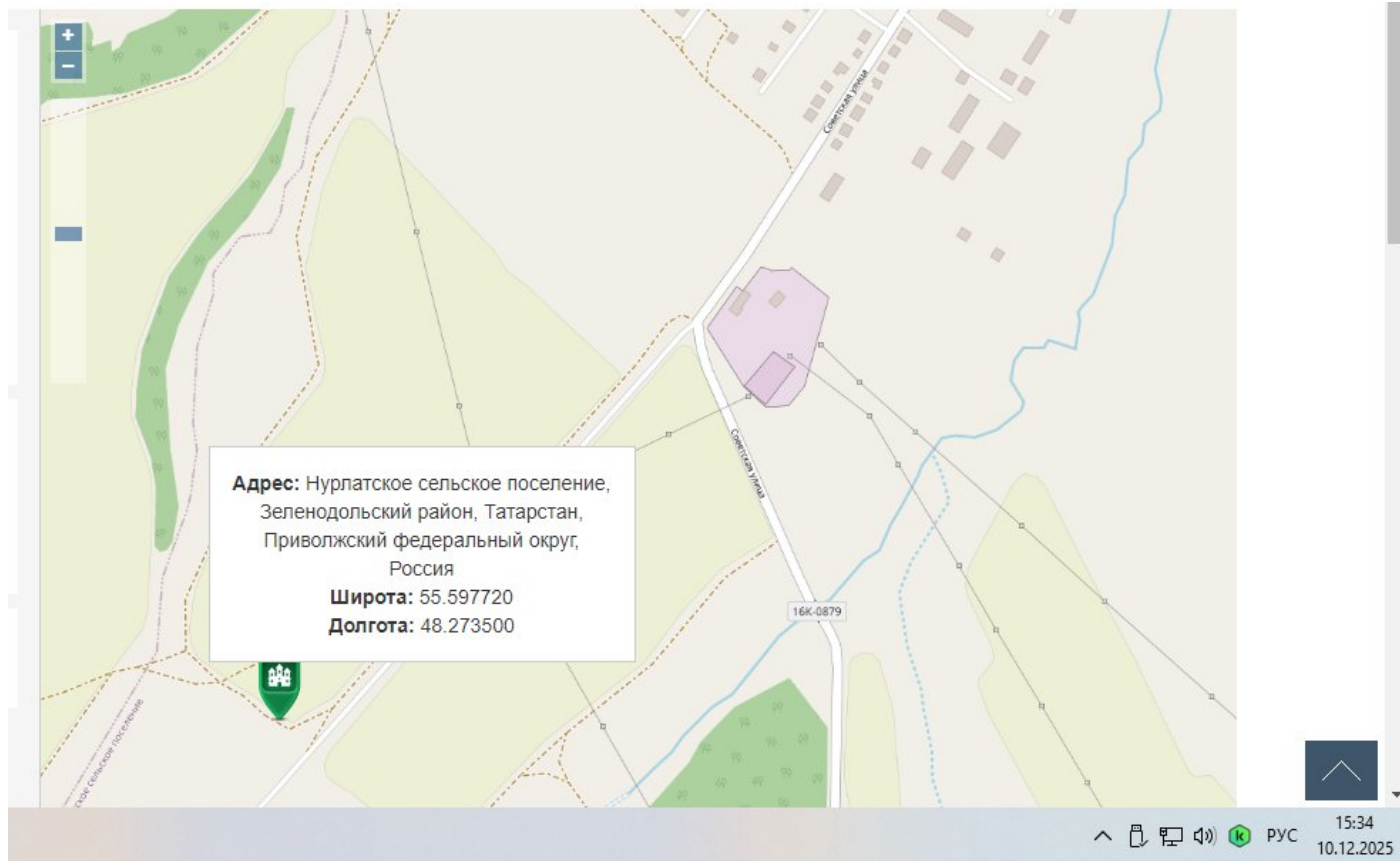 +
−
Советская улица
Советская улица
Адрес: Нурлатское сельское поселение,
Зеленодольский район, Татарстан,
Приволжский федеральный округ,
Россия
Широта: 55.597720
Долгота: 48.273500
16К-0879
ское сельское поселение
РУС
15:34
10.12.2025